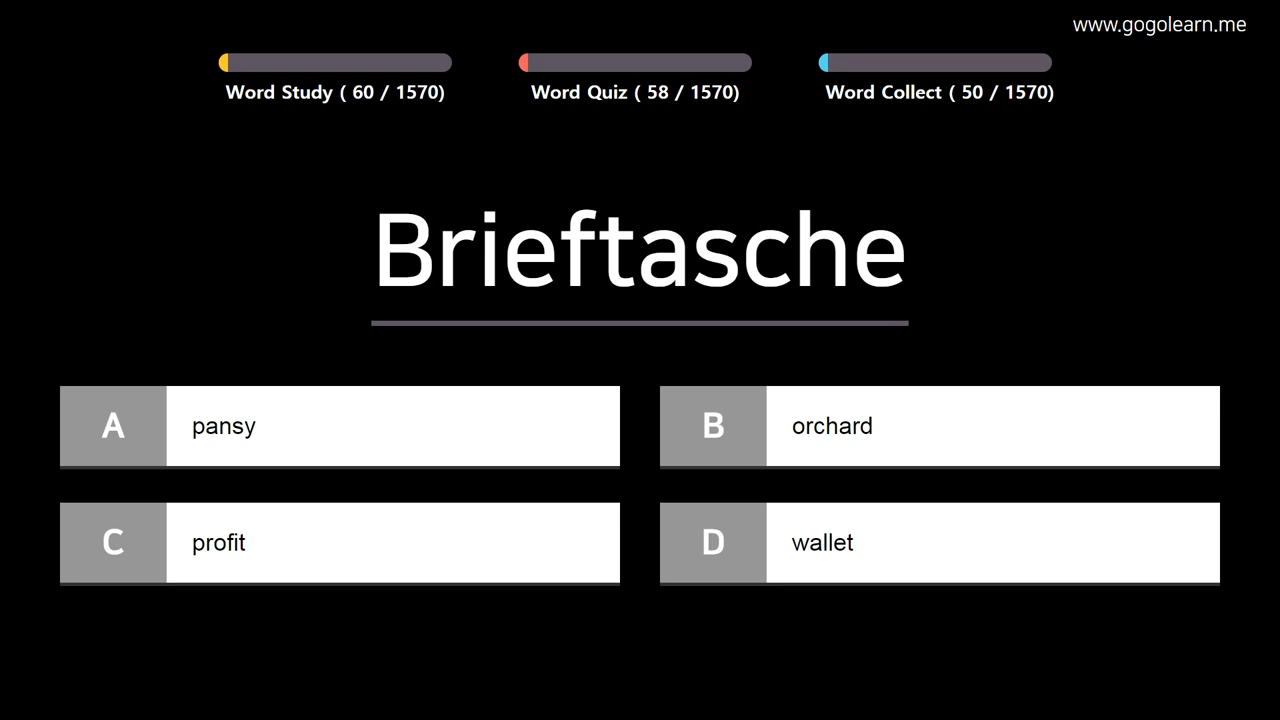 www.gogolearn.me
Word Study ( 60 / 1570)
Word Quiz ( 58 / 1570)
Word Collect ( 50 / 1570)
Brieftasche
A pansy
B orchard
C profit
D wallet